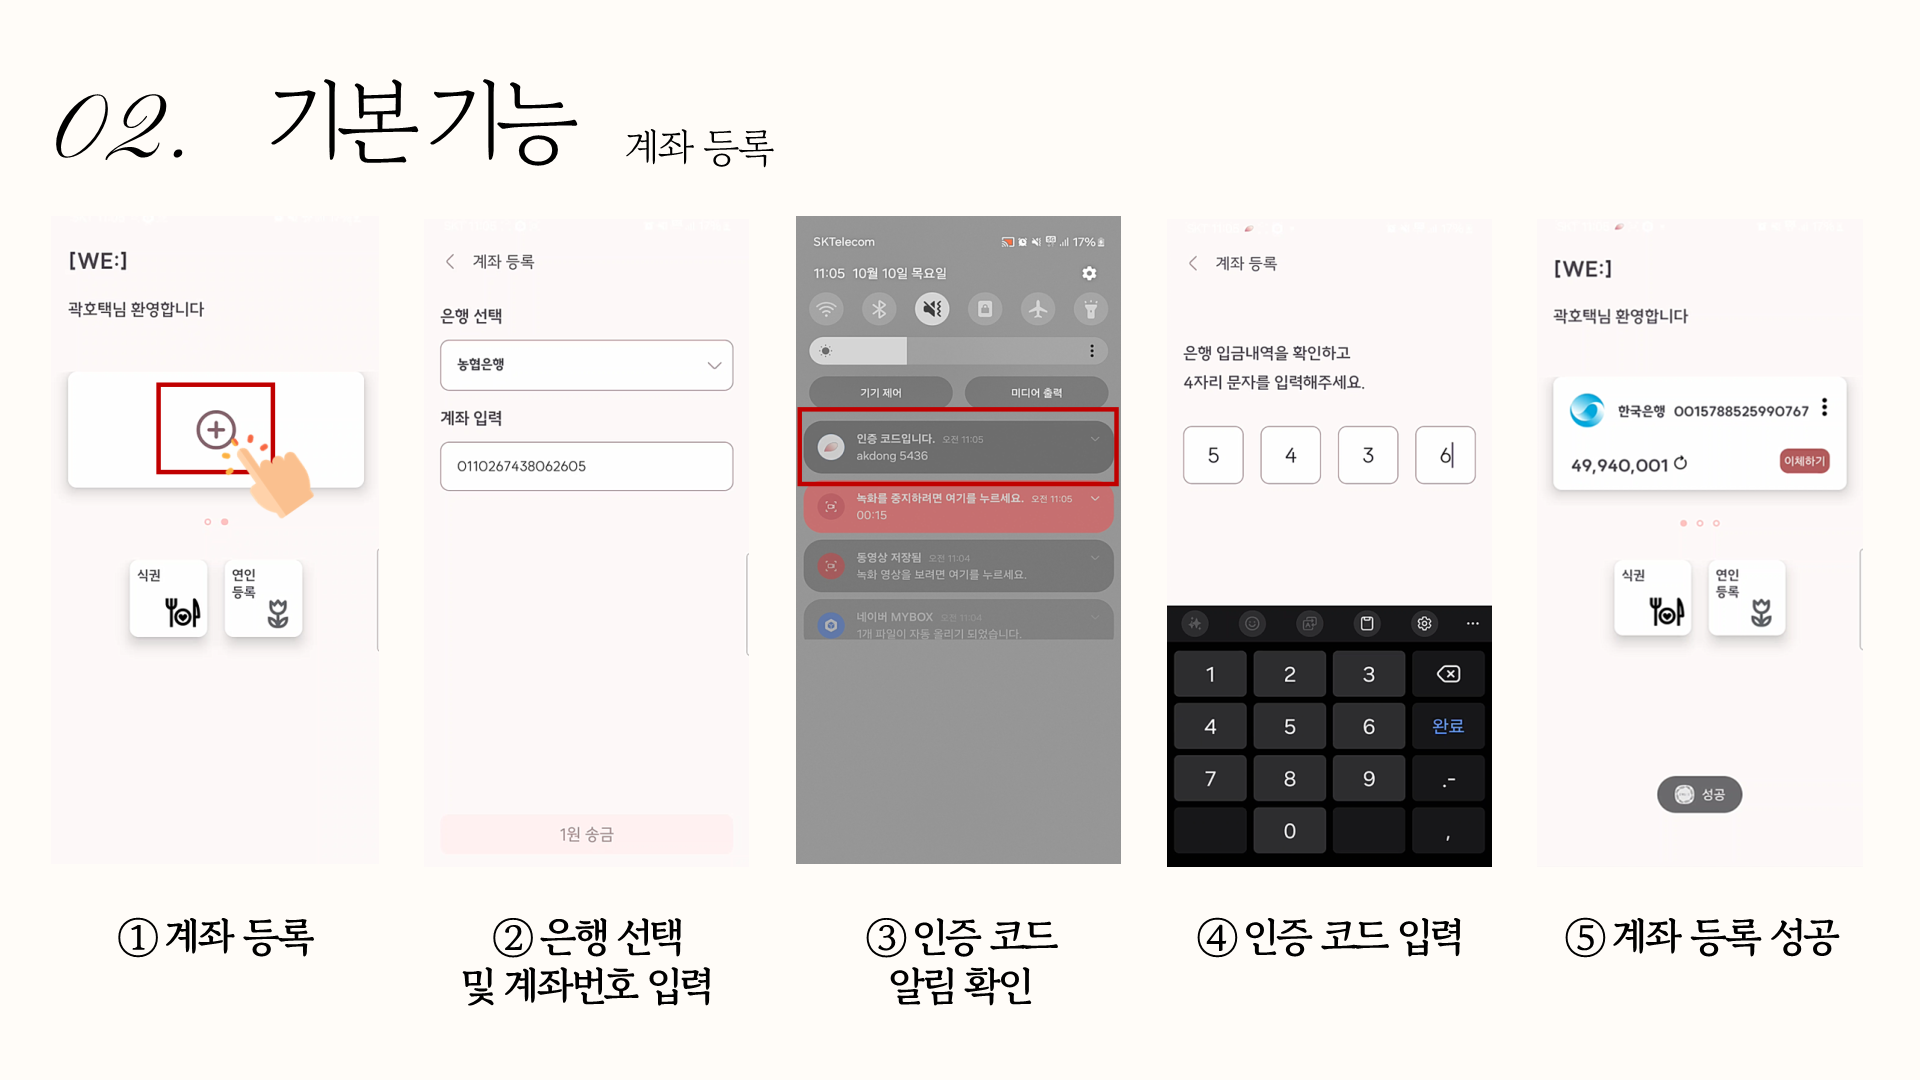 02. 기본 기능 계좌 등록
[WE:]
곽호택님 환영합니다
식권
연인
등록
① 계좌 등록
계좌 등록
은행 선택
농협은행
계좌 입력
0110267438062605
1원 송금
② 은행 선택
및 계좌번호 입력
SKTelecom 17%
11:05 10월 10일 목요일
기기 제어 미디어 출력
인증 코드입니다. 오전 11:05
akdong 5436
녹화를 중지하려면 여기를 누르세요. 오전 11:05
00:15
동영상 저장됨 오전 11:04
녹화 영상을 보려면 여기를 누르세요.
네이버 MYBOX 오전 11:04
1개 파일이 자동 올리기 되었습니다.
③ 인증 코드
알림 확인
계좌 등록
은행 입금내역을 확인하고
4자리 문자를 입력해주세요.
5 4 3 6
1 2 3
4 5 6 완료
7 8 9 .-
0 ,
④ 인증 코드 입력
[WE:]
곽호택님 환영합니다
한국은행 0015788525990767
49,940,001 이체하기
식권
연인
등록
성공
⑤ 계좌 등록 성공